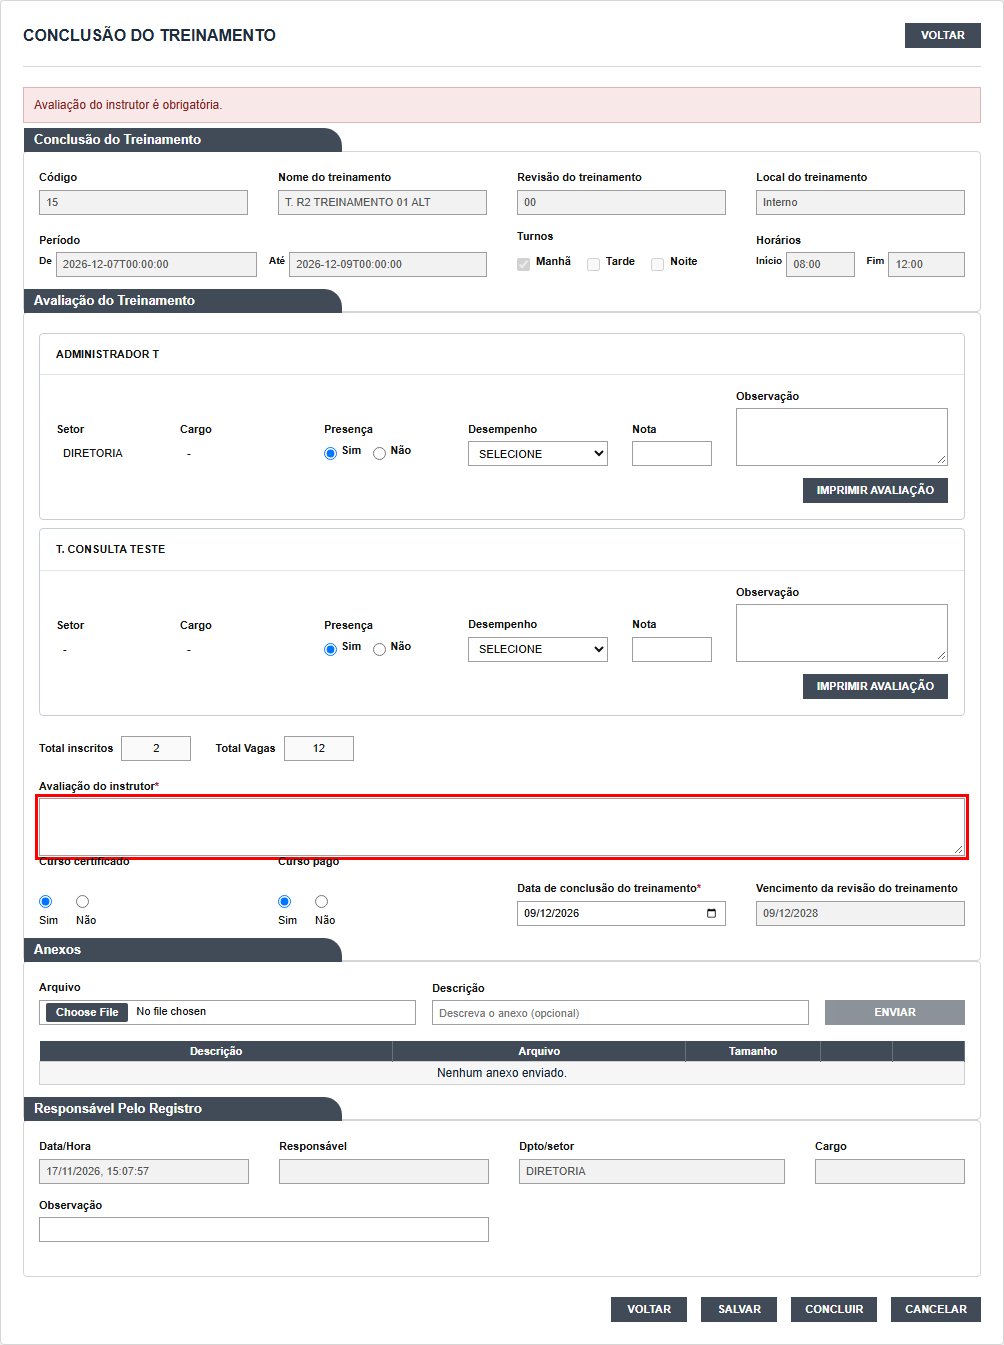 CONCLUSÃO DO TREINAMENTO
VOLTAR
Avaliação do instrutor é obrigatória.
Conclusão do Treinamento
Código
Nome do treinamento
Revisão do treinamento
Local do treinamento
15
T. R2 TREINAMENTO 01 ALT
00
Interno
Período
Turnos
Horários
De 2026-12-07T00:00:00 Até 2026-12-09T00:00:00
Manhã Tarde Noite
Início 08:00 Fim 12:00
Avaliação do Treinamento
ADMINISTRADOR T
Observação
Setor Cargo Presença Desempenho Nota
DIRETORIA - Sim Não SELECIONE
IMPRIMIR AVALIAÇÃO
T. CONSULTA TESTE
Observação
Setor Cargo Presença Desempenho Nota
- - Sim Não SELECIONE
IMPRIMIR AVALIAÇÃO
Total inscritos 2 Total Vagas 12
Avaliação do instrutor*
Curso certificado
Curso pago
Data de conclusão do treinamento*
Vencimento da revisão do treinamento
Sim Não
Sim Não
09/12/2026
09/12/2028
Anexos
Arquivo
Descrição
Choose File No file chosen
Descreva o anexo (opcional)
ENVIAR
Descrição Arquivo Tamanho
Nenhum anexo enviado.
Responsável Pelo Registro
Data/Hora Responsável Dpto/setor Cargo
17/11/2026, 15:07:57
DIRETORIA
Observação
VOLTAR SALVAR CONCLUIR CANCELAR